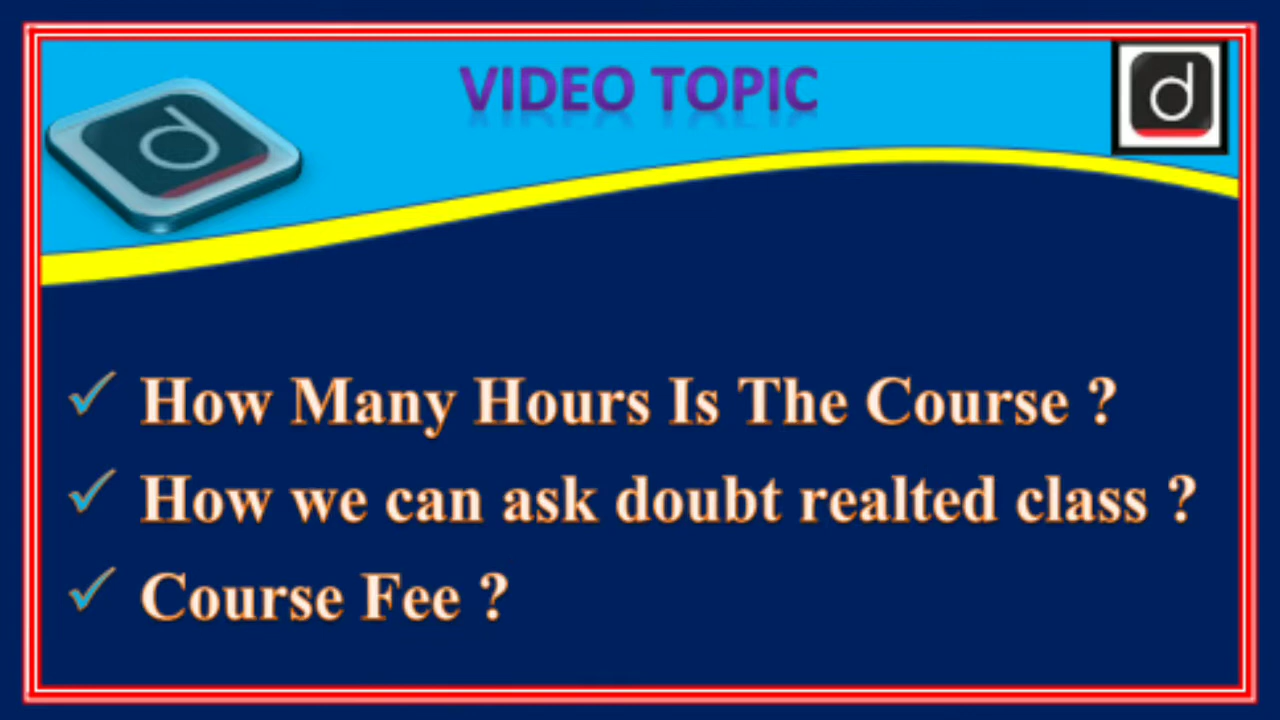 VIDEO TOPIC
d
d
How Many Hours Is The Course ?
How we can ask doubt realted class ?
Course Fee ?